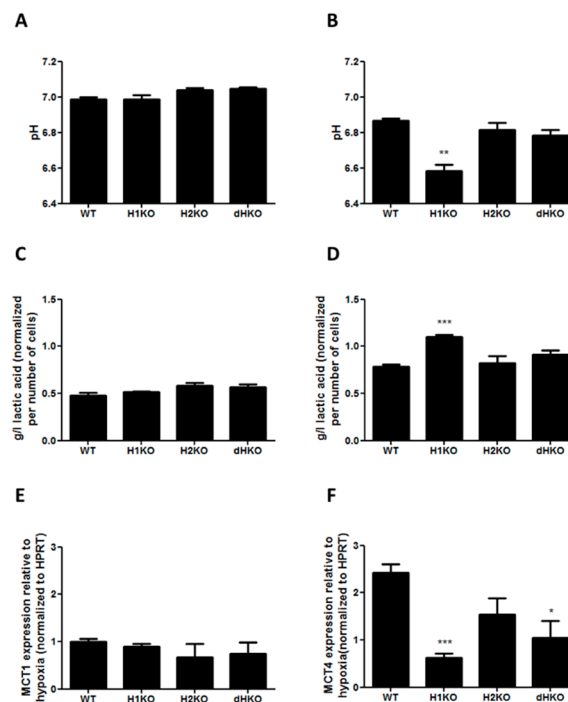 A
pH
7.2
7.0
6.8
6.6
6.4
WT H1KO H2KO dHKO
B
pH
7.2
7.0
6.8
6.6
6.4
**
WT H1KO H2KO dHKO
C
g/l lactic acid (normalized
per number of cells)
1.5
1.0
0.5
0.0
WT H1KO H2KO dHKO
D
g/l lactic acid (normalized
per number of cells)
1.5
1.0
0.5
0.0
***
WT H1KO H2KO dHKO
E
MCT1 expression relative to
hypoxia (normalized to HPRT)
3
2
1
0
WT H1KO H2KO dHKO
F
MCT4 expression relative to
hypoxia(normalized to HPRT)
3
2
1
0
***
*
WT H1KO H2KO dHKO